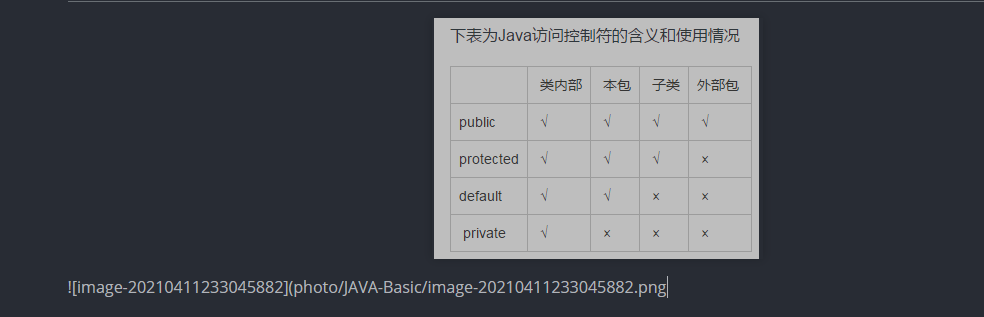 下表为Java访问控制符的含义和使用情况
类内部 本包 子类 外部包
public √ √ √ √
protected √ √ √ ×
default √ √ × ×
private √ × × ×
![image-20210411233045882](photo/JAVA-Basic/image-20210411233045882.png